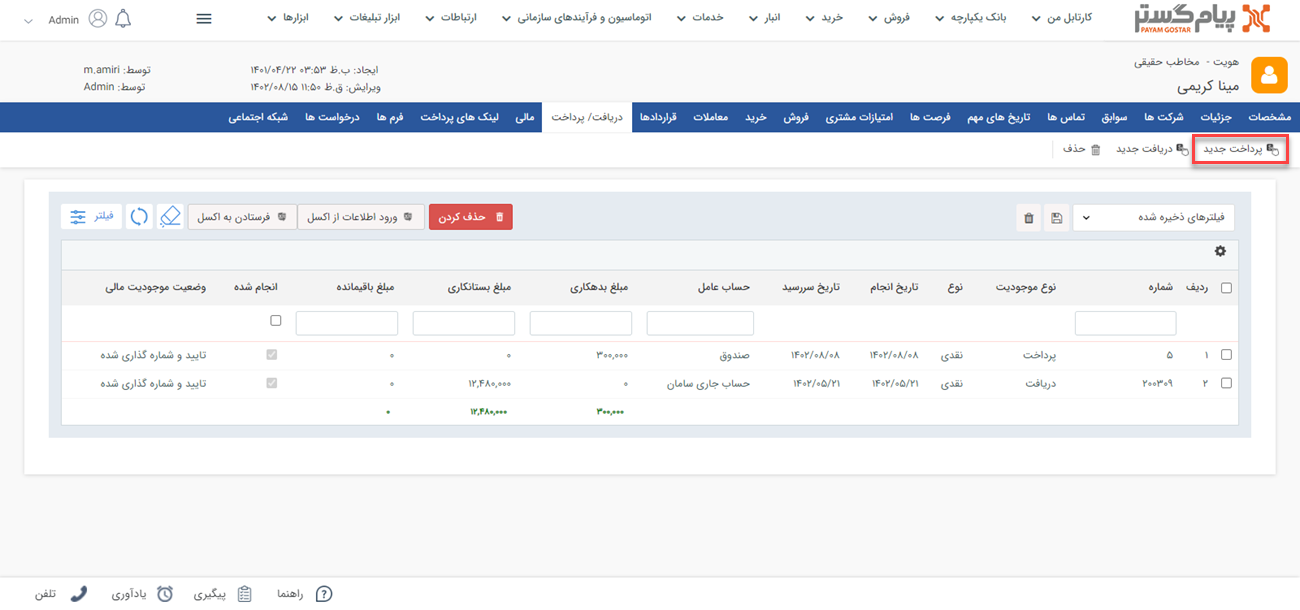 پیام گستر
PAYAM GOSTAR
کارتابل من
بانک یکپارچه
فروش
خرید
انبار
خدمات
اتوماسیون و فرآیندهای سازمانی
ارتباطات
ابزار تبلیغات
ابزارها
Admin
هویت - مخاطب حقیقی
مینا کریمی
ایجاد: ب.ظ ۰۳:۵۳ ۱۴۰۱/۰۴/۲۲ توسط: m.amiri
ویرایش: ق.ظ ۱۱:۵۰ ۱۴۰۲/۰۸/۱۵ توسط: Admin
مشخصات جزئیات شرکت ها سوابق تماس ها تاریخ های مهم فرصت ها امتیازات مشتری فروش خرید معاملات قراردادها دریافت/ پرداخت مالی لینک های پرداخت فرم ها درخواست ها شبکه اجتماعی
پرداخت جدید دریافت جدید حذف
فیلترهای ذخیره شده
حذف کردن ورود اطلاعات از اکسل فرستادن به اکسل فیلتر
ردیف شماره نوع موجودیت نوع تاریخ انجام تاریخ سررسید حساب عامل مبلغ بدهکاری مبلغ بستانکاری مبلغ باقیمانده انجام شده وضعیت موجودیت مالی
۱ ۵ پرداخت نقدی ۱۴۰۲/۰۸/۰۸ ۱۴۰۲/۰۸/۰۸ صندوق ۳۰۰,۰۰۰ ۰ ۰ تایید و شماره گذاری شده
۲ ۲۰۰۳۰۹ دریافت نقدی ۱۴۰۲/۰۵/۲۱ ۱۴۰۲/۰۵/۲۱ حساب جاری سامان ۰ ۱۲,۴۸۰,۰۰۰ ۰ تایید و شماره گذاری شده
۳۰۰,۰۰۰ ۱۲,۴۸۰,۰۰۰ ۰
راهنما پیگیری یادآوری تلفن